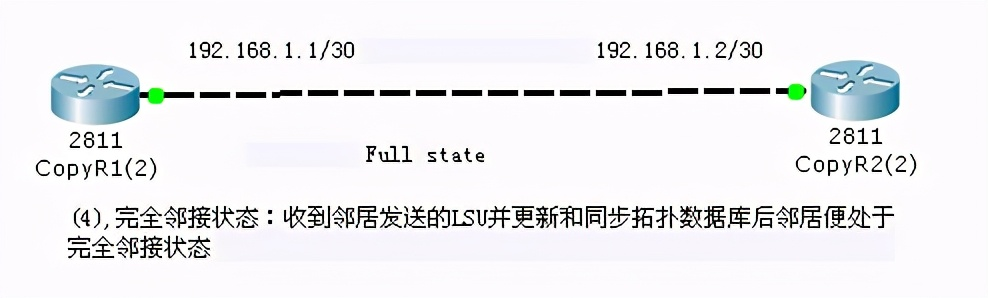 192.168.1.1/30
192.168.1.2/30
2811
CopyR1(2)
2811
CopyR2(2)
Full state
(4),完全邻接状态：收到邻居发送的LSU并更新和同步拓扑数据库后邻居便处于
完全邻接状态